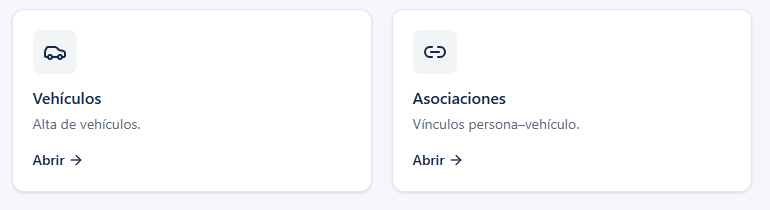 Vehículos
Alta de vehículos.
Abrir →
Asociaciones
Vínculos persona–vehículo.
Abrir →